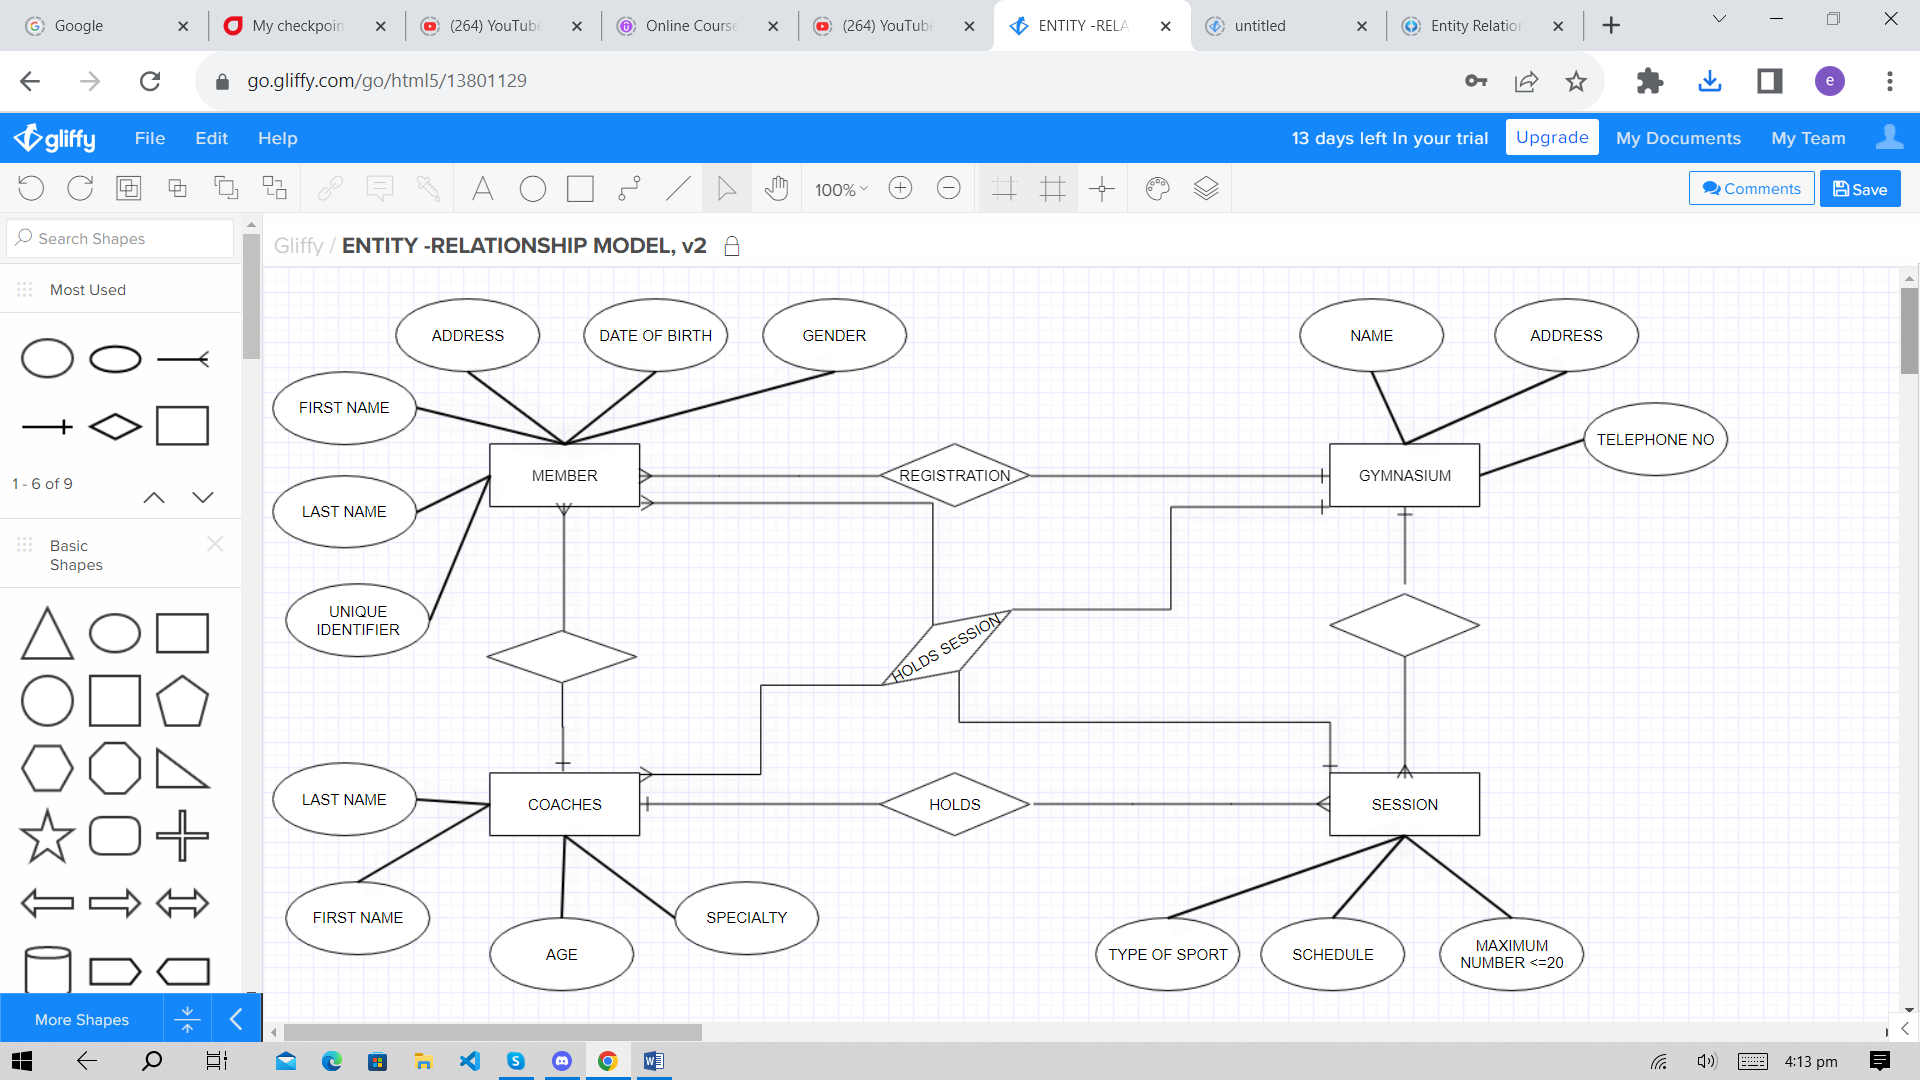 Google
My checkpoin
(264) YouTube
Online Course
(264) YouTube
ENTITY -RELA
untitled
Entity Relation
go.gliffy.com/go/html5/13801129
e
gliffy
File
Edit
Help
13 days left In your trial
Upgrade
My Documents
My Team
100%
Comments
Save
Search Shapes
Gliffy / ENTITY -RELATIONSHIP MODEL, v2
Most Used
1 - 6 of 9
Basic
Shapes
More Shapes
ADDRESS
DATE OF BIRTH
GENDER
NAME
ADDRESS
FIRST NAME
TELEPHONE NO
MEMBER
REGISTRATION
GYMNASIUM
LAST NAME
UNIQUE
IDENTIFIER
HOLDS SESSION
LAST NAME
COACHES
HOLDS
SESSION
FIRST NAME
AGE
SPECIALTY
TYPE OF SPORT
SCHEDULE
MAXIMUM
NUMBER <=20
4:13 pm